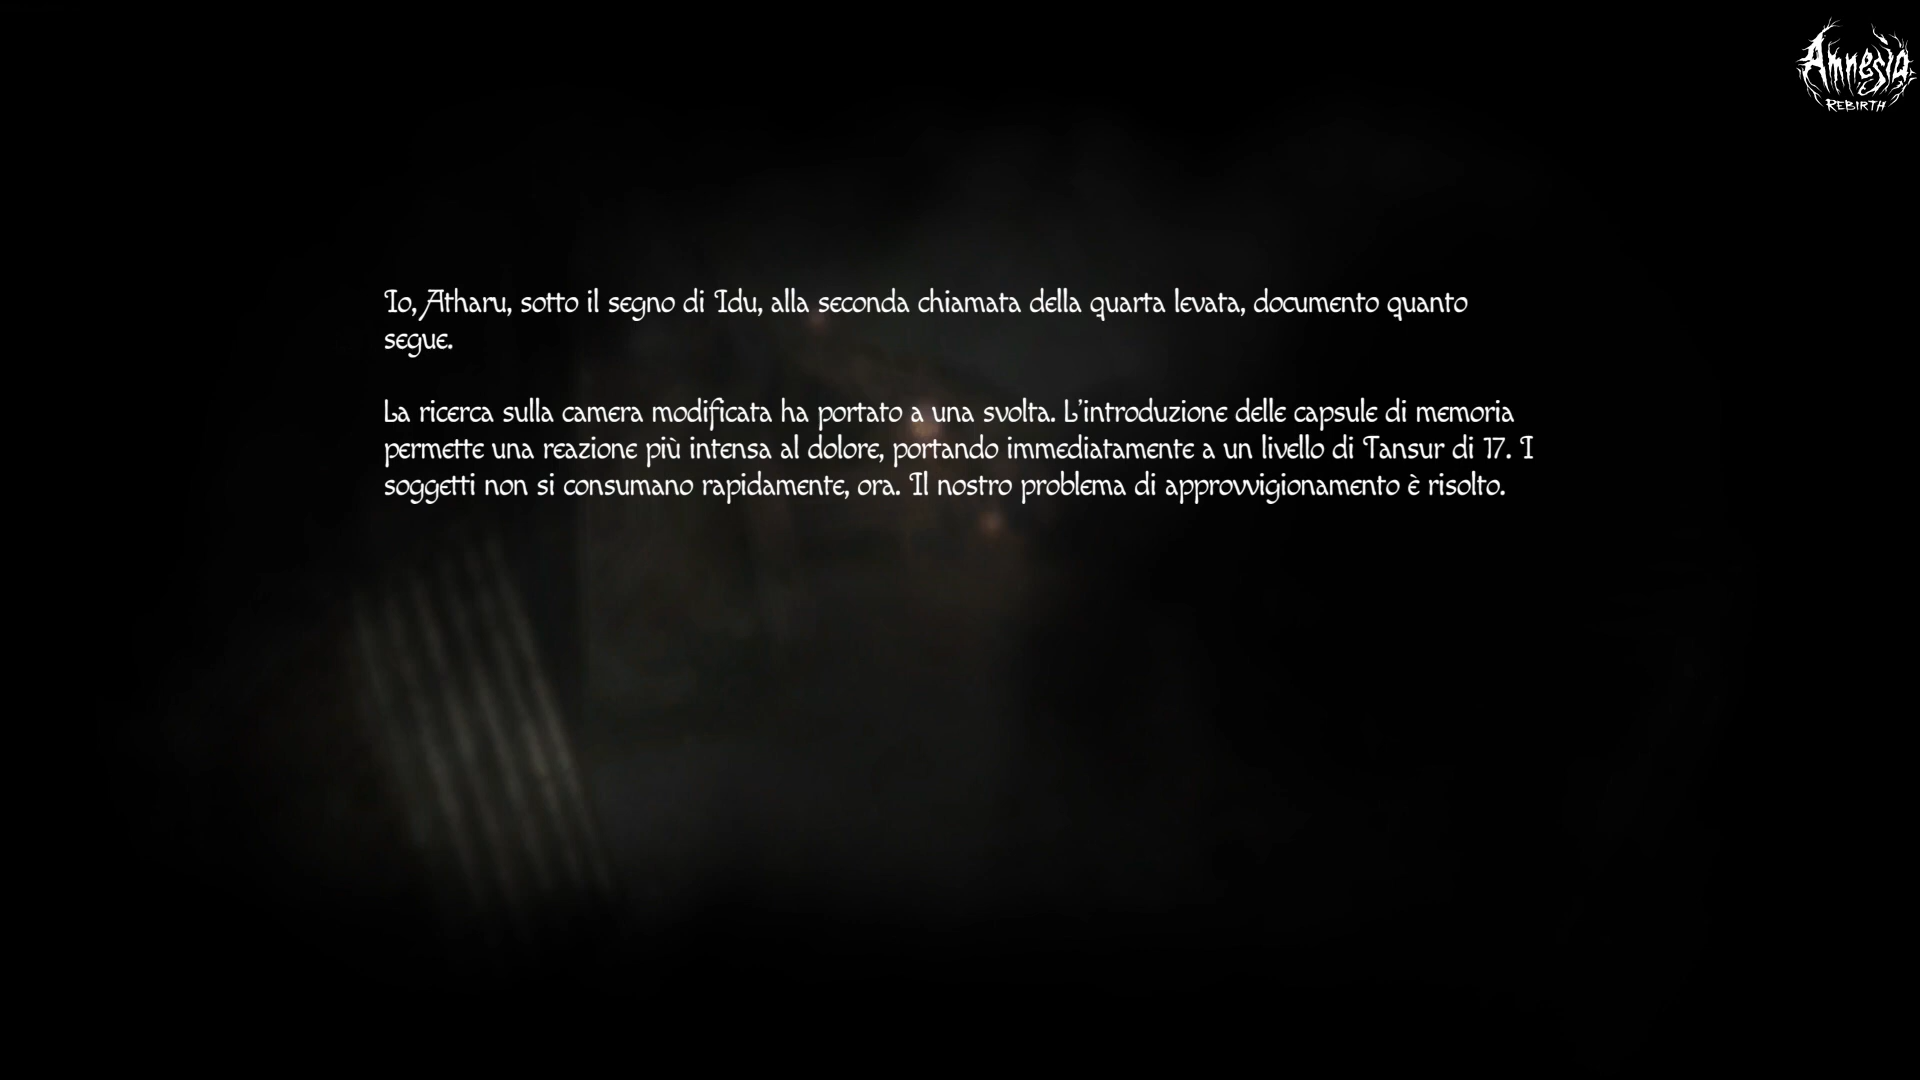 Amnesia
REBIRTH
Io, Atharu, sotto il segno di Idu, alla seconda chiamata della quarta levata, documento quanto
segue.
La ricerca sulla camera modificata ha portato a una svolta. L'introduzione delle capsule di memoria
permette una reazione più intensa al dolore, portando immediatamente a un livello di Tansur di 17. I
soggetti non si consumano rapidamente, ora. Il nostro problema di approvvigionamento è risolto.